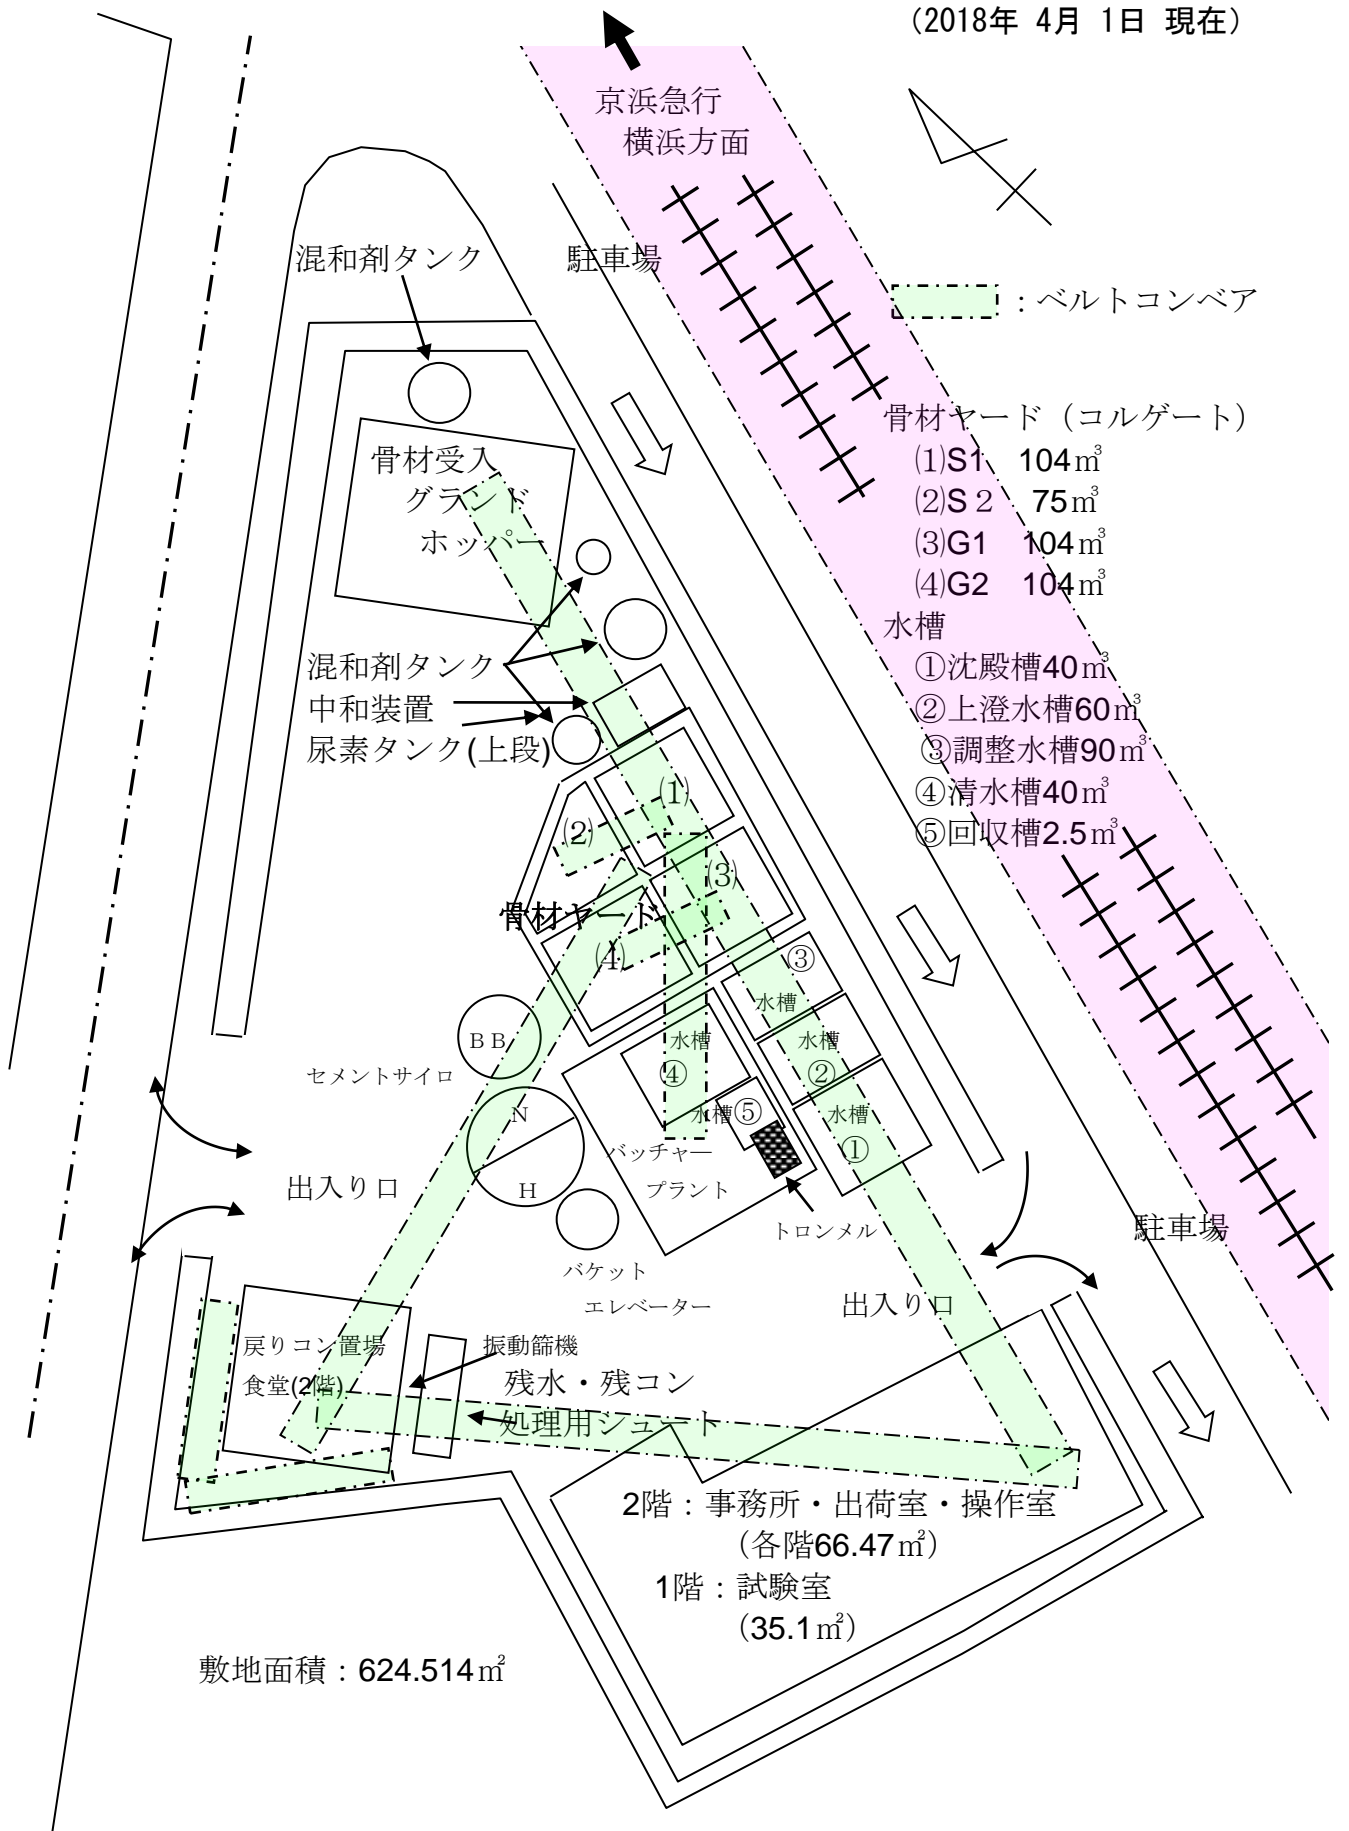 (2018年 4月 1日 現在)
京浜急行
横浜方面
混和剤タンク
駐車場
：ベルトコンベア
骨材ヤード（コルゲート）
⑴S1 104㎥
⑵S２ 75㎥
⑶G1 104㎥
⑷G2 104㎥
水槽
①沈殿槽40㎥
②上澄水槽60㎥
③調整水槽90㎥
④清水槽40㎥
⑤回収槽2.5㎥
骨材受入
グランド
ホッパー
混和剤タンク
中和装置
尿素タンク(上段)
⑴
⑵
⑶
骨材ヤード
⑷
③
水槽
ＢＢ
水槽
④
水槽
②
セメントサイロ
Ｎ
Ｈ
水槽⑤
水槽
①
バッチャー
プラント
出入り口
トロンメル
駐車場
バケット
エレベーター
出入り口
戻りコン置場
食堂(2階)
振動篩機
残水・残コン
処理用シュート
2階：事務所・出荷室・操作室
（各階66.47㎡）
1階：試験室
（35.1㎡）
敷地面積：624.514㎡